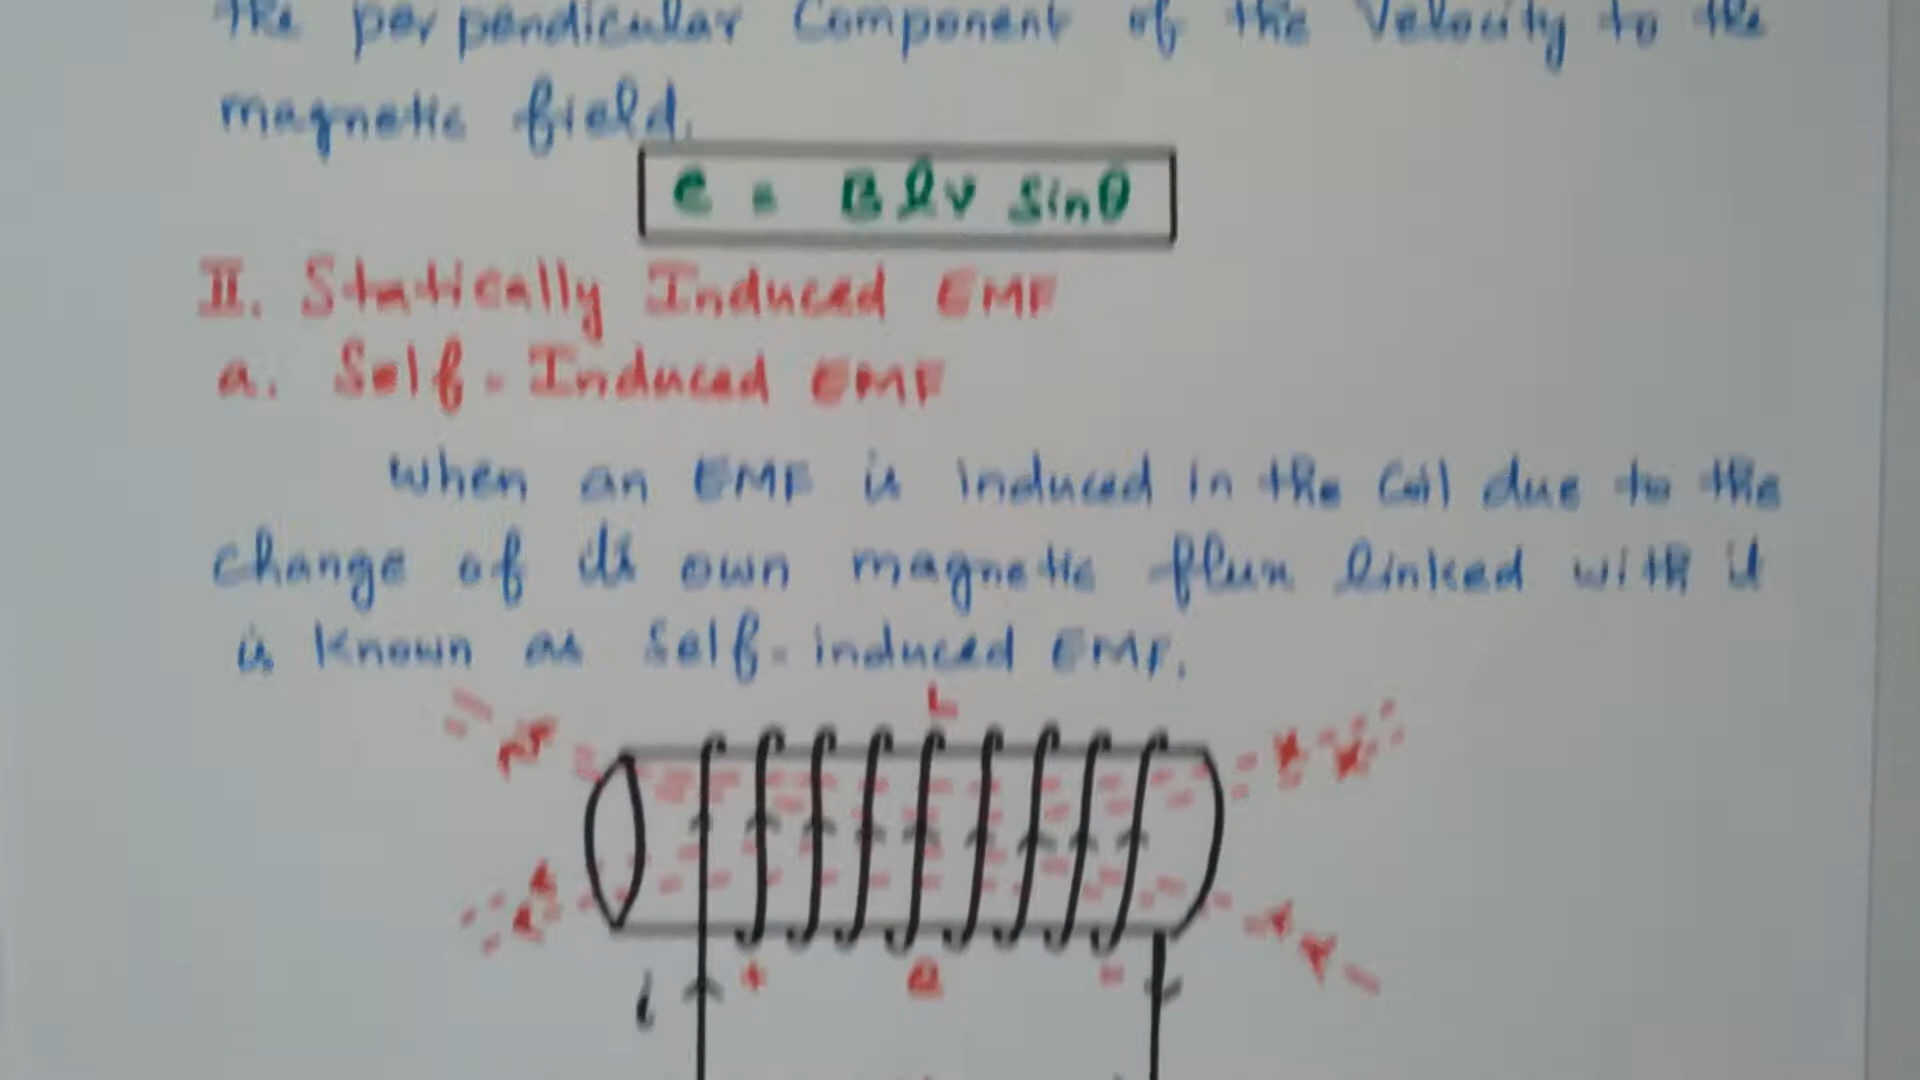 The perpendicular Component of the Velocity to the
magnetic field.
e = Blv Sinθ
II. Statically Induced EMF
a. Self-Induced EMF
When an EMF is induced in the Coil due to the
change of its own magnetic flux linked with it
is known as Self-induced EMF.
L
+ e -
i